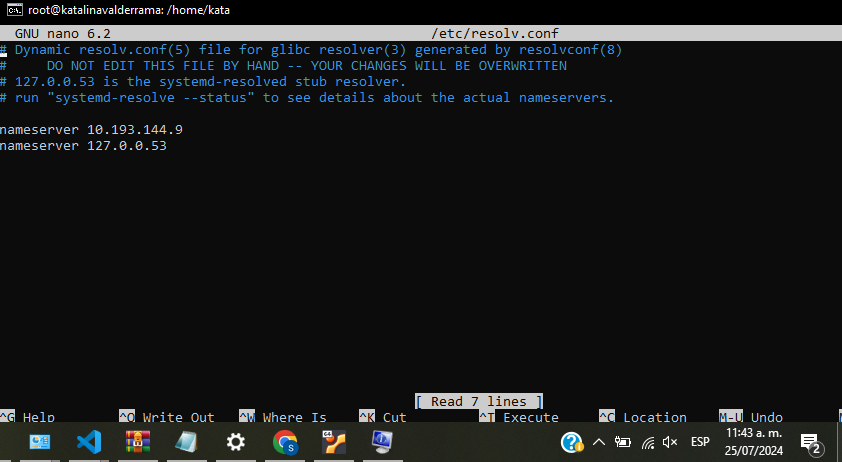 root@katalinavalderrama: /home/kata
GNU nano 6.2 /etc/resolv.conf
# Dynamic resolv.conf(5) file for glibc resolver(3) generated by resolvconf(8)
#     DO NOT EDIT THIS FILE BY HAND -- YOUR CHANGES WILL BE OVERWRITTEN
# 127.0.0.53 is the systemd-resolved stub resolver.
# run "systemd-resolve --status" to see details about the actual nameservers.
nameserver 10.193.144.9
nameserver 127.0.0.53
[ Read 7 lines ]
^G Help ^O Write Out ^W Where Is ^K Cut ^T Execute ^C Location M-U Undo
ESP 11:43 a. m.
25/07/2024 2